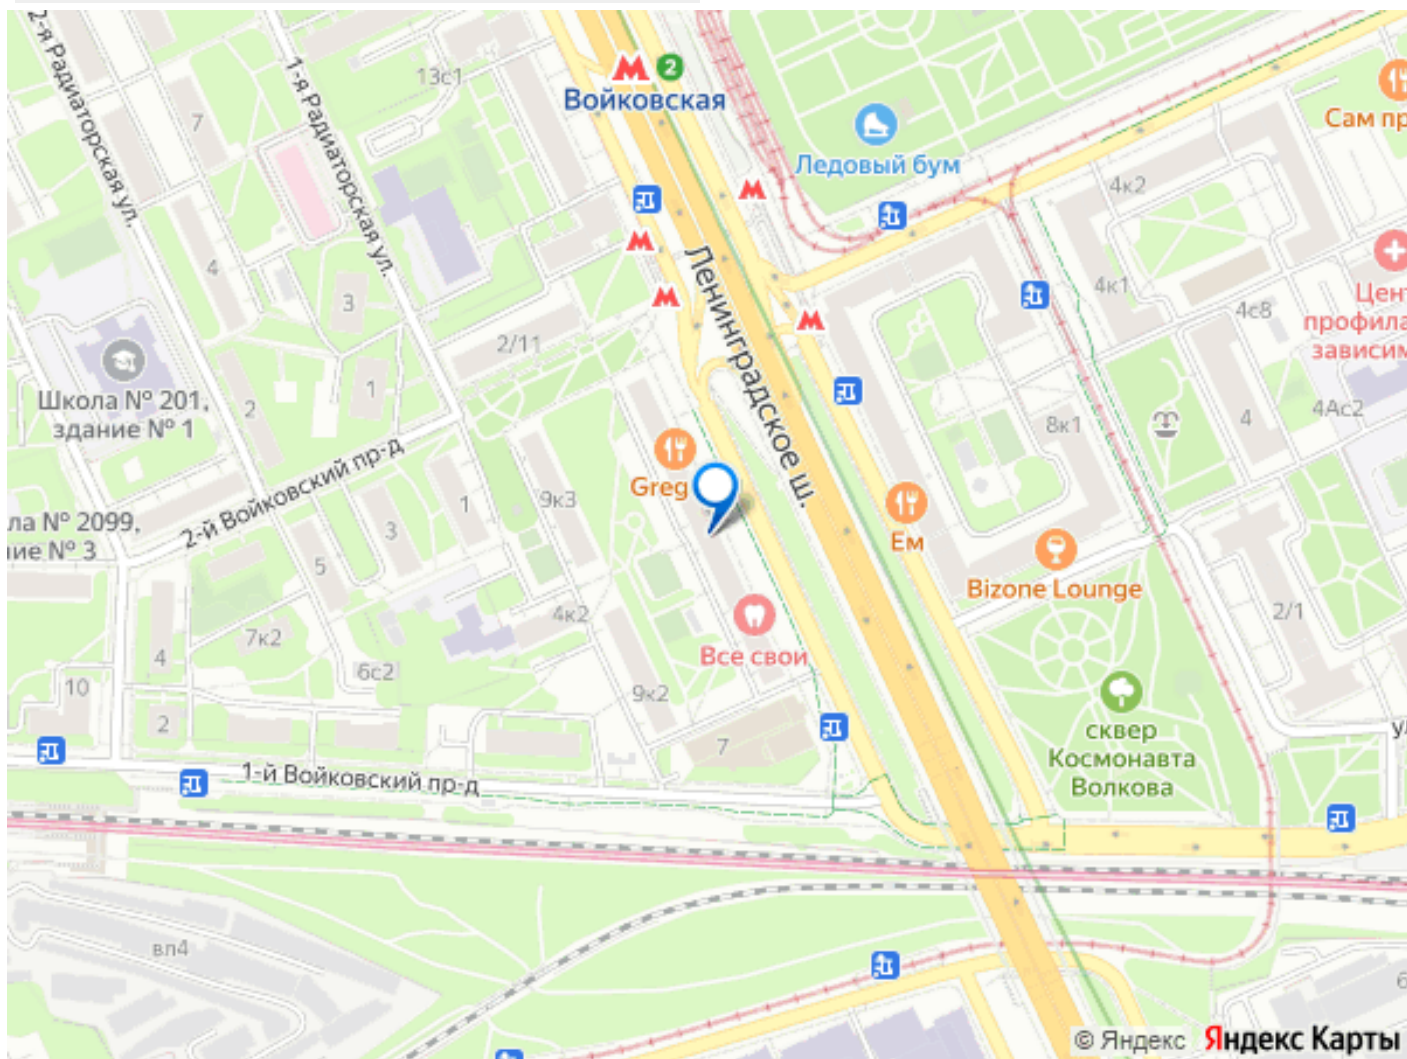 2-я Радиаторская ул.
1-я Радиаторская ул.
13с1
2
Войковская
Сам пр
7
Ледовый бум
4к2
4
3
Ленинградское ш.
4к1
4с8
Цен
профила
зависим
2/11
Школа № 201,
здание № 1
2
1
4Ас2
4
8к1
2-й Войковский пр-д
Greg
9к3
1
3
ла № 2099,
ие № 3
5
Ем
Bizone Lounge
4к2
2/1
7к2
4
6с2
Все свои
10
9к2
2
7
сквер
Космонавта
Волкова
у
1-й Войковский пр-д
вл4
6
© Яндекс Яндекс Карты